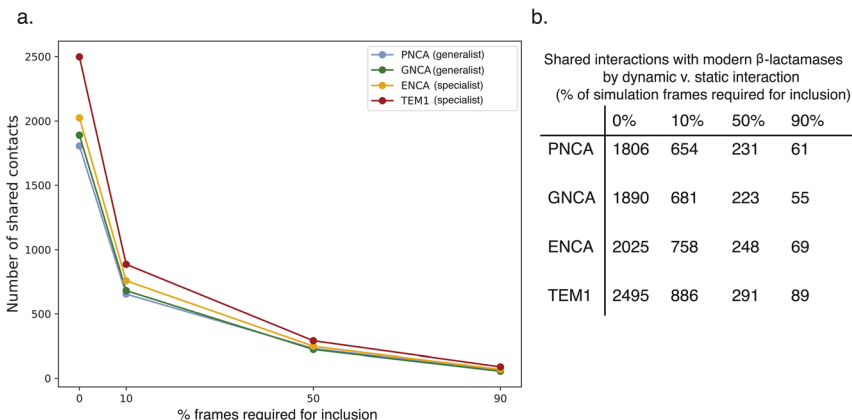 a.
Number of shared contacts
2500
2000
1500
1000
500
0
PNCA (generalist)
GNCA (generalist)
ENCA (specialist)
TEM1 (specialist)
0 10 50 90
% frames required for inclusion
b.
Shared interactions with modern β-lactamases
by dynamic v. static interaction
(% of simulation frames required for inclusion)
0% 10% 50% 90%
PNCA 1806 654 231 61
GNCA 1890 681 223 55
ENCA 2025 758 248 69
TEM1 2495 886 291 89